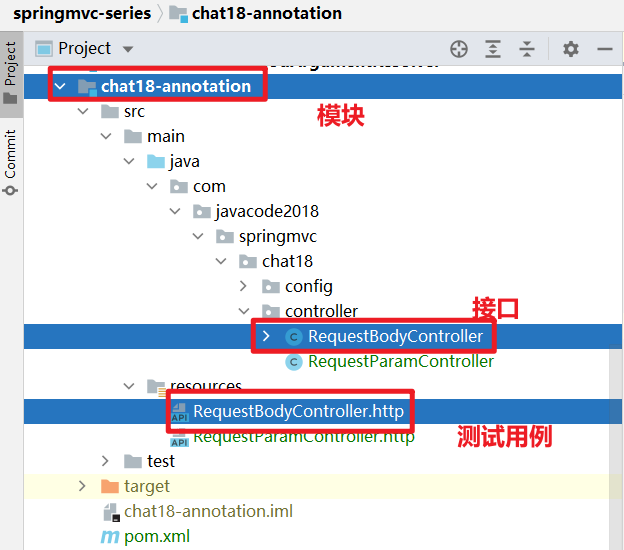 springmvc-series > chat18-annotation
Project
Project
Commit
chat18-annotation
模块
src
main
java
com
javacode2018
springmvc
chat18
config
controller
接口
RequestBodyController
RequestParamController
resources
RequestBodyController.http
RequestParamController.http
测试用例
test
target
chat18-annotation.iml
pom.xml